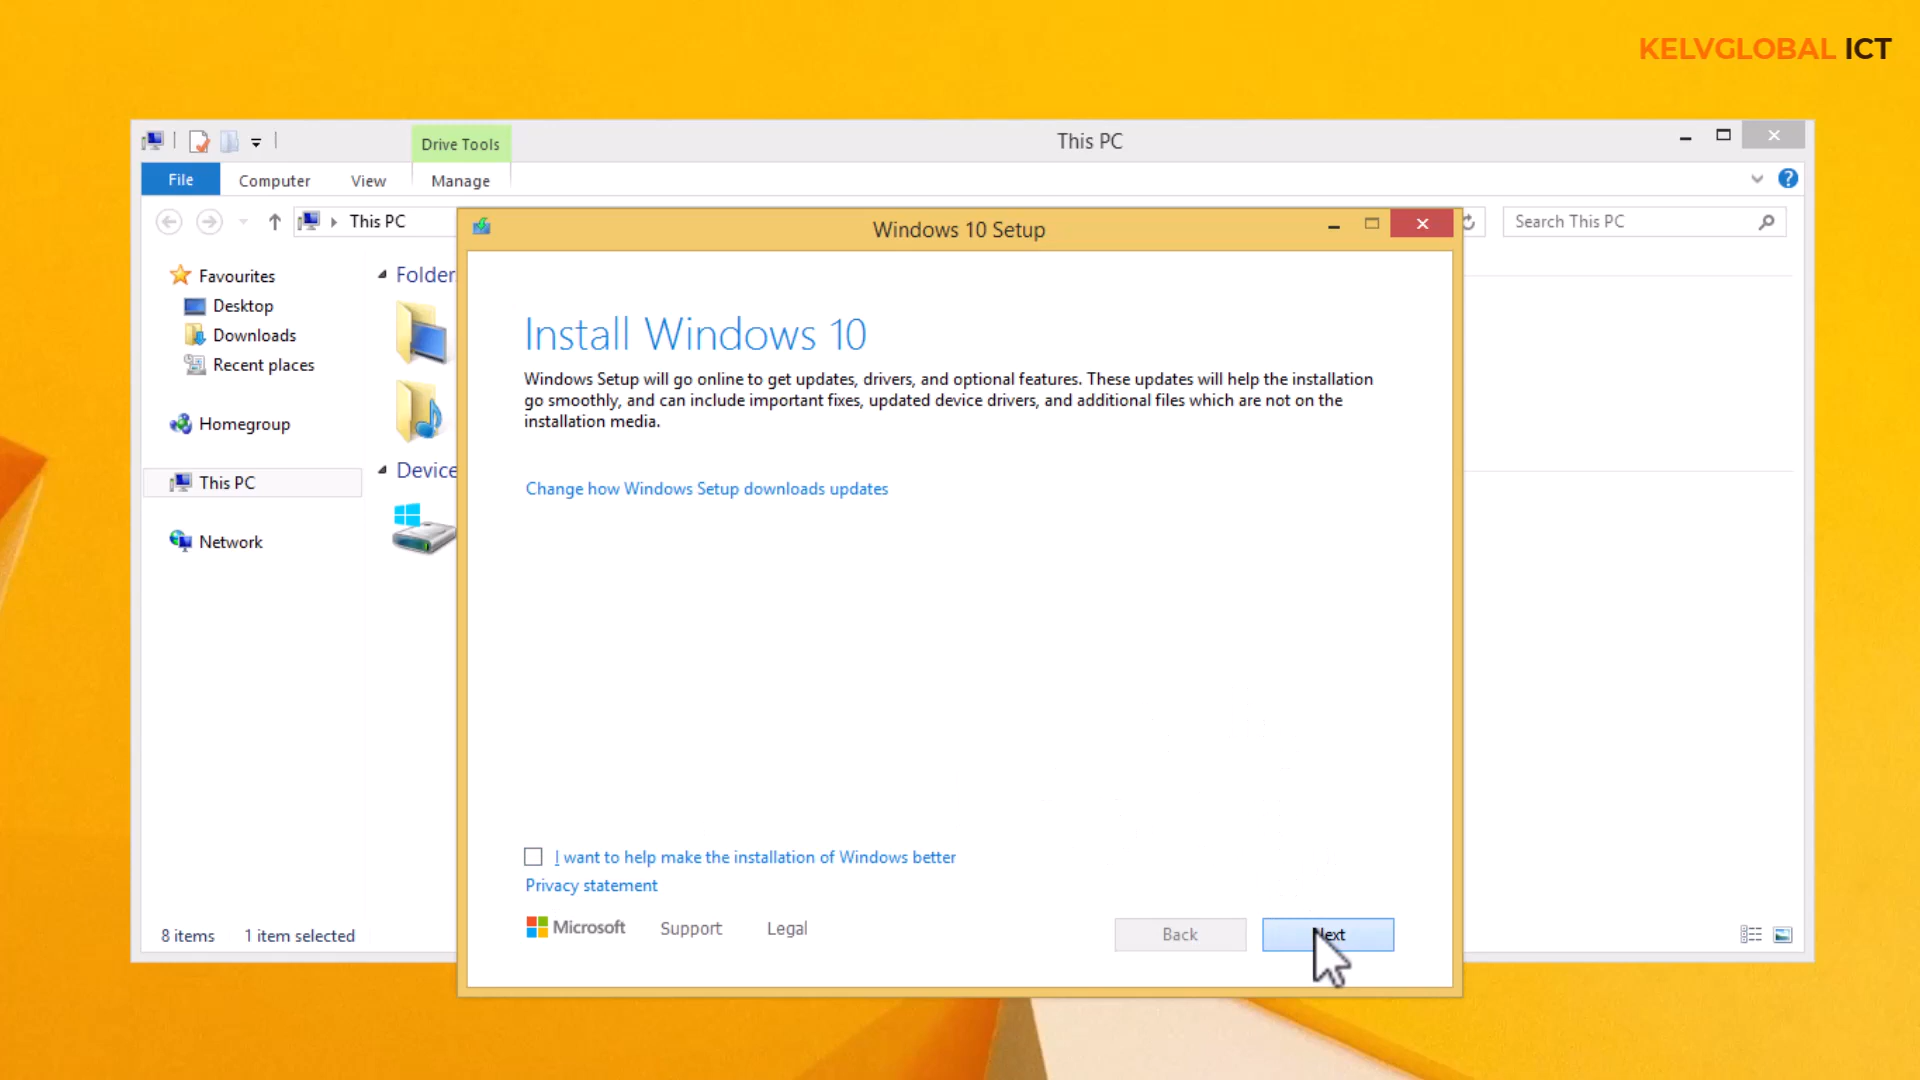 KELVGLOBAL ICT
Drive Tools
This PC
File
Computer
View
Manage
This PC
Search This PC
Windows 10 Setup
Favourites
Desktop
Downloads
Recent places
Homegroup
This PC
Network
Folder
Device
Install Windows 10
Windows Setup will go online to get updates, drivers, and optional features. These updates will help the installation
go smoothly, and can include important fixes, updated device drivers, and additional files which are not on the
installation media.
Change how Windows Setup downloads updates
I want to help make the installation of Windows better
Privacy statement
Microsoft
Support
Legal
Back
Next
8 items
1 item selected